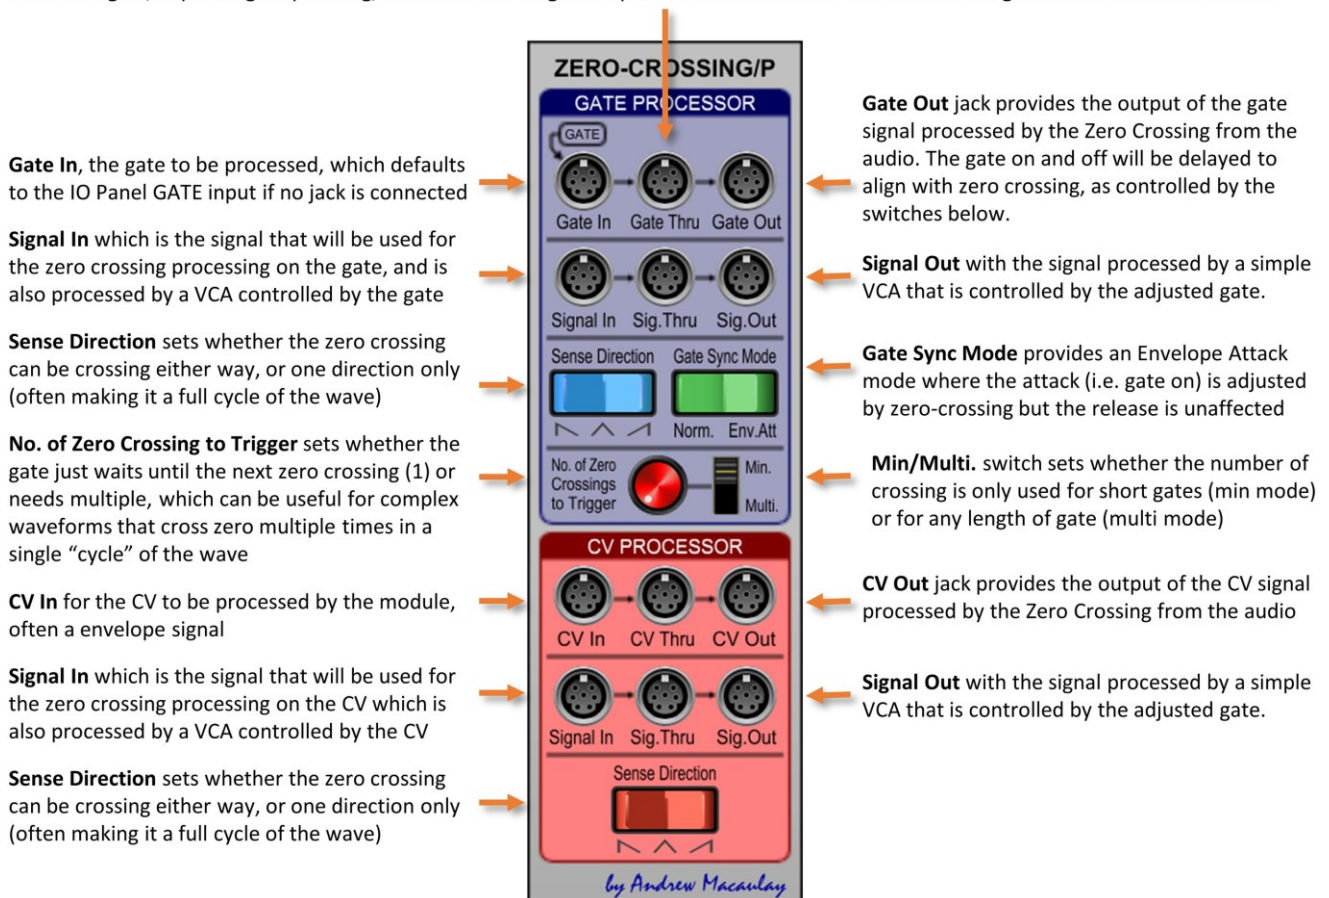 Gate In, the gate to be processed, which defaults
to the IO Panel GATE input if no jack is connected
Signal In which is the signal that will be used for
the zero crossing processing on the gate, and is
also processed by a VCA controlled by the gate
Sense Direction sets whether the zero crossing
can be crossing either way, or one direction only
(often making it a full cycle of the wave)
No. of Zero Crossing to Trigger sets whether the
gate just waits until the next zero crossing (1) or
needs multiple, which can be useful for complex
waveforms that cross zero multiple times in a
single “cycle” of the wave
CV In for the CV to be processed by the module,
often a envelope signal
Signal In which is the signal that will be used for
the zero crossing processing on the CV which is
also processed by a VCA controlled by the CV
Sense Direction sets whether the zero crossing
can be crossing either way, or one direction only
(often making it a full cycle of the wave)
ZERO-CROSSING/P
GATE PROCESSOR
GATE
Gate In Gate Thru Gate Out
Signal In Sig.Thru Sig.Out
Sense Direction Gate Sync Mode
Norm. Env.Att
No. of Zero
Crossings
to Trigger
Min.
Multi.
CV PROCESSOR
CV In CV Thru CV Out
Signal In Sig.Thru Sig.Out
Sense Direction
by Andrew Macaulay
Gate Out jack provides the output of the gate
signal processed by the Zero Crossing from the
audio. The gate on and off will be delayed to
align with zero crossing, as controlled by the
switches below.
Signal Out with the signal processed by a simple
VCA that is controlled by the adjusted gate.
Gate Sync Mode provides an Envelope Attack
mode where the attack (i.e. gate on) is adjusted
by zero-crossing but the release is unaffected
Min/Multi. switch sets whether the number of
crossing is only used for short gates (min mode)
or for any length of gate (multi mode)
CV Out jack provides the output of the CV signal
processed by the Zero Crossing from the audio
Signal Out with the signal processed by a simple
VCA that is controlled by the adjusted gate.